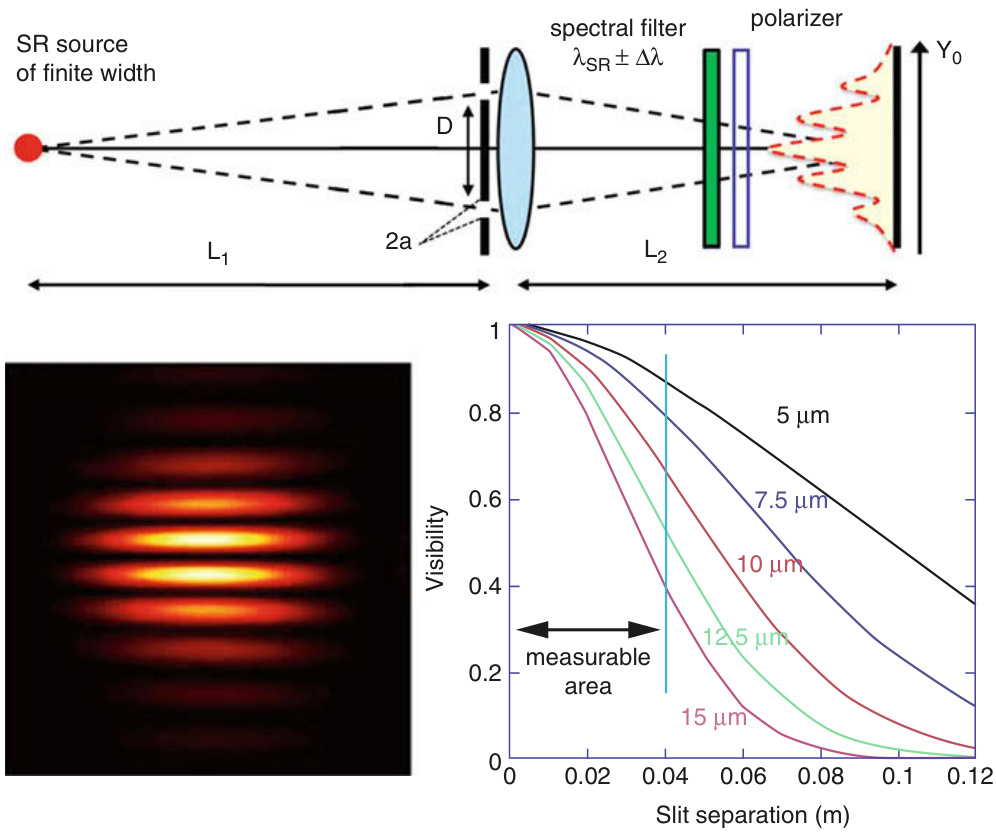 SR source
of finite width
spectral filter
λSR ± Δλ
polarizer
Y0
D
2a
L1
L2
Visibility
1
0.8
0.6
0.4
0.2
0
5 μm
7.5 μm
10 μm
12.5 μm
15 μm
measurable
area
0
0.02
0.04
0.06
0.08
0.1
0.12
Slit separation (m)